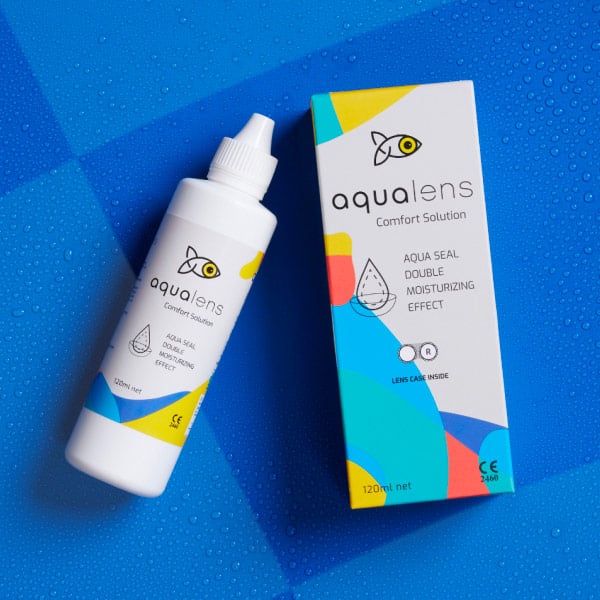 aqualens
Comfort Solution
AQUA SEAL
DOUBLE
MOISTURIZING
EFFECT
120ml net
CE
2460
aqualens
Comfort Solution
AQUA SEAL
DOUBLE
MOISTURIZING
EFFECT
R
LENS CASE INSIDE
120ml net
CE
2460